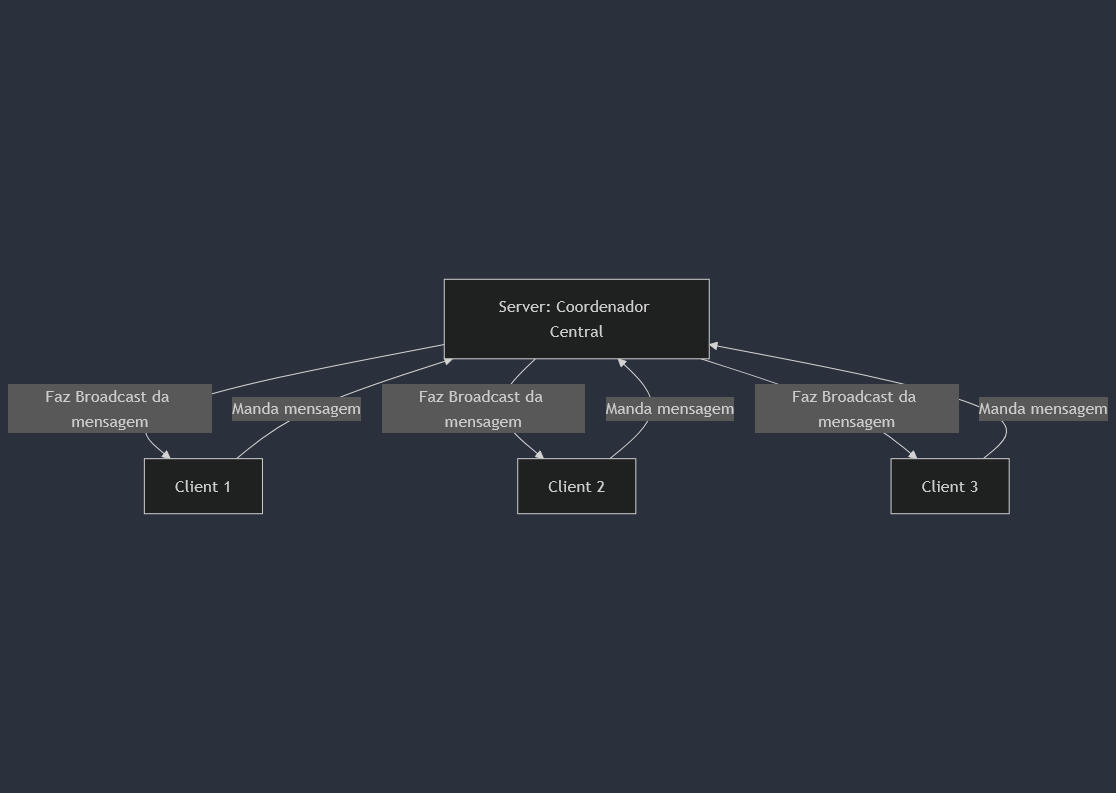 Server: Coordenador
Central
Faz Broadcast da
mensagem
Manda mensagem
Faz Broadcast da
mensagem
Manda mensagem
Faz Broadcast da
mensagem
Manda mensagem
Client 1
Client 2
Client 3